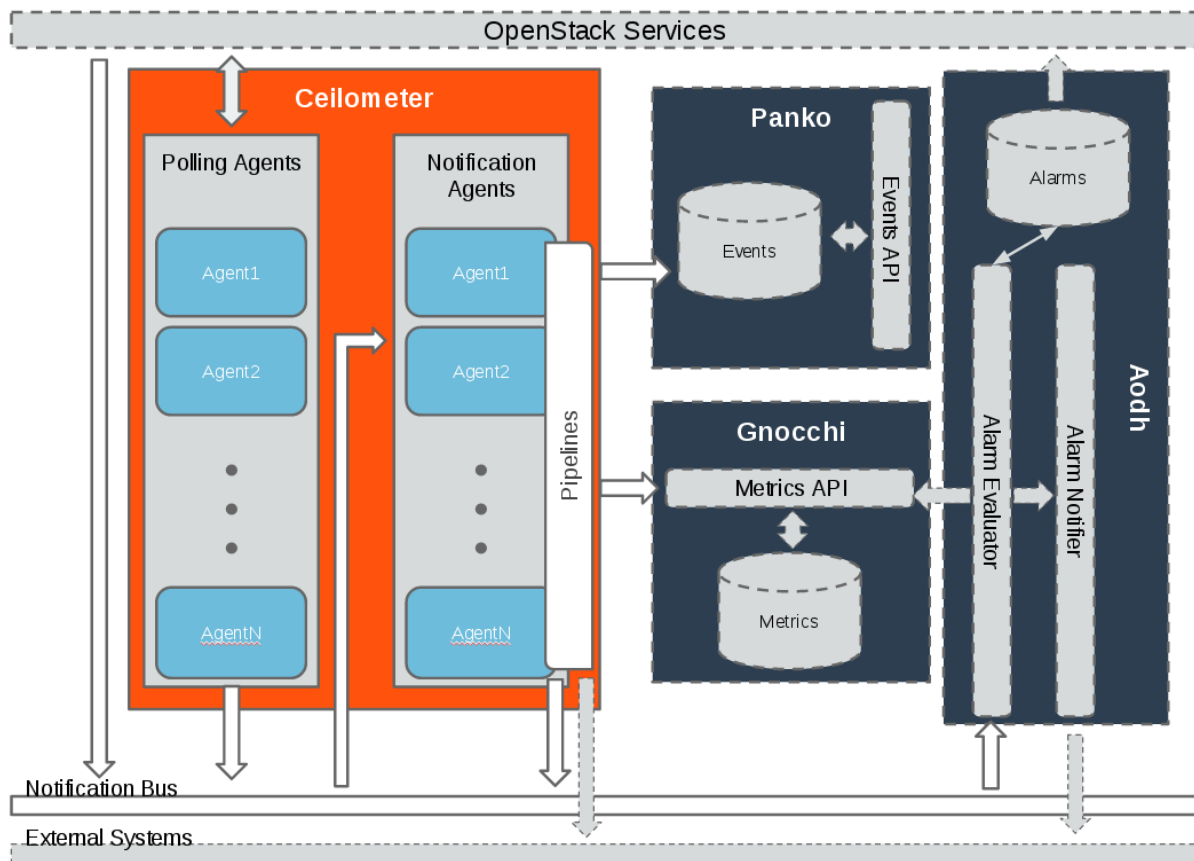 OpenStack Services
Ceilometer
Polling Agents
Agent1
Agent2
AgentN
Notification
Agents
Agent1
Agent2
AgentN
Pipelines
Panko
Events
Events API
Gnocchi
Metrics API
Metrics
Aodh
Alarms
Alarm Evaluator
Alarm Notifier
Notification Bus
External Systems